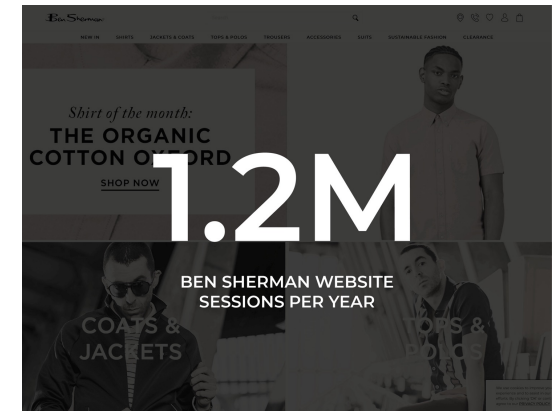 Ben Sherman
NEW IN SHIRTS JACKETS & COATS TOPS & POLOS TROUSERS ACCESSORIES SUITS SUSTAINABLE FASHION CLEARANCE
Shirt of the month:
THE ORGANIC
COTTON OXFORD
SHOP NOW
1.2M
BEN SHERMAN WEBSITE
SESSIONS PER YEAR
COATS &
JACKETS
TOPS &
POLOS